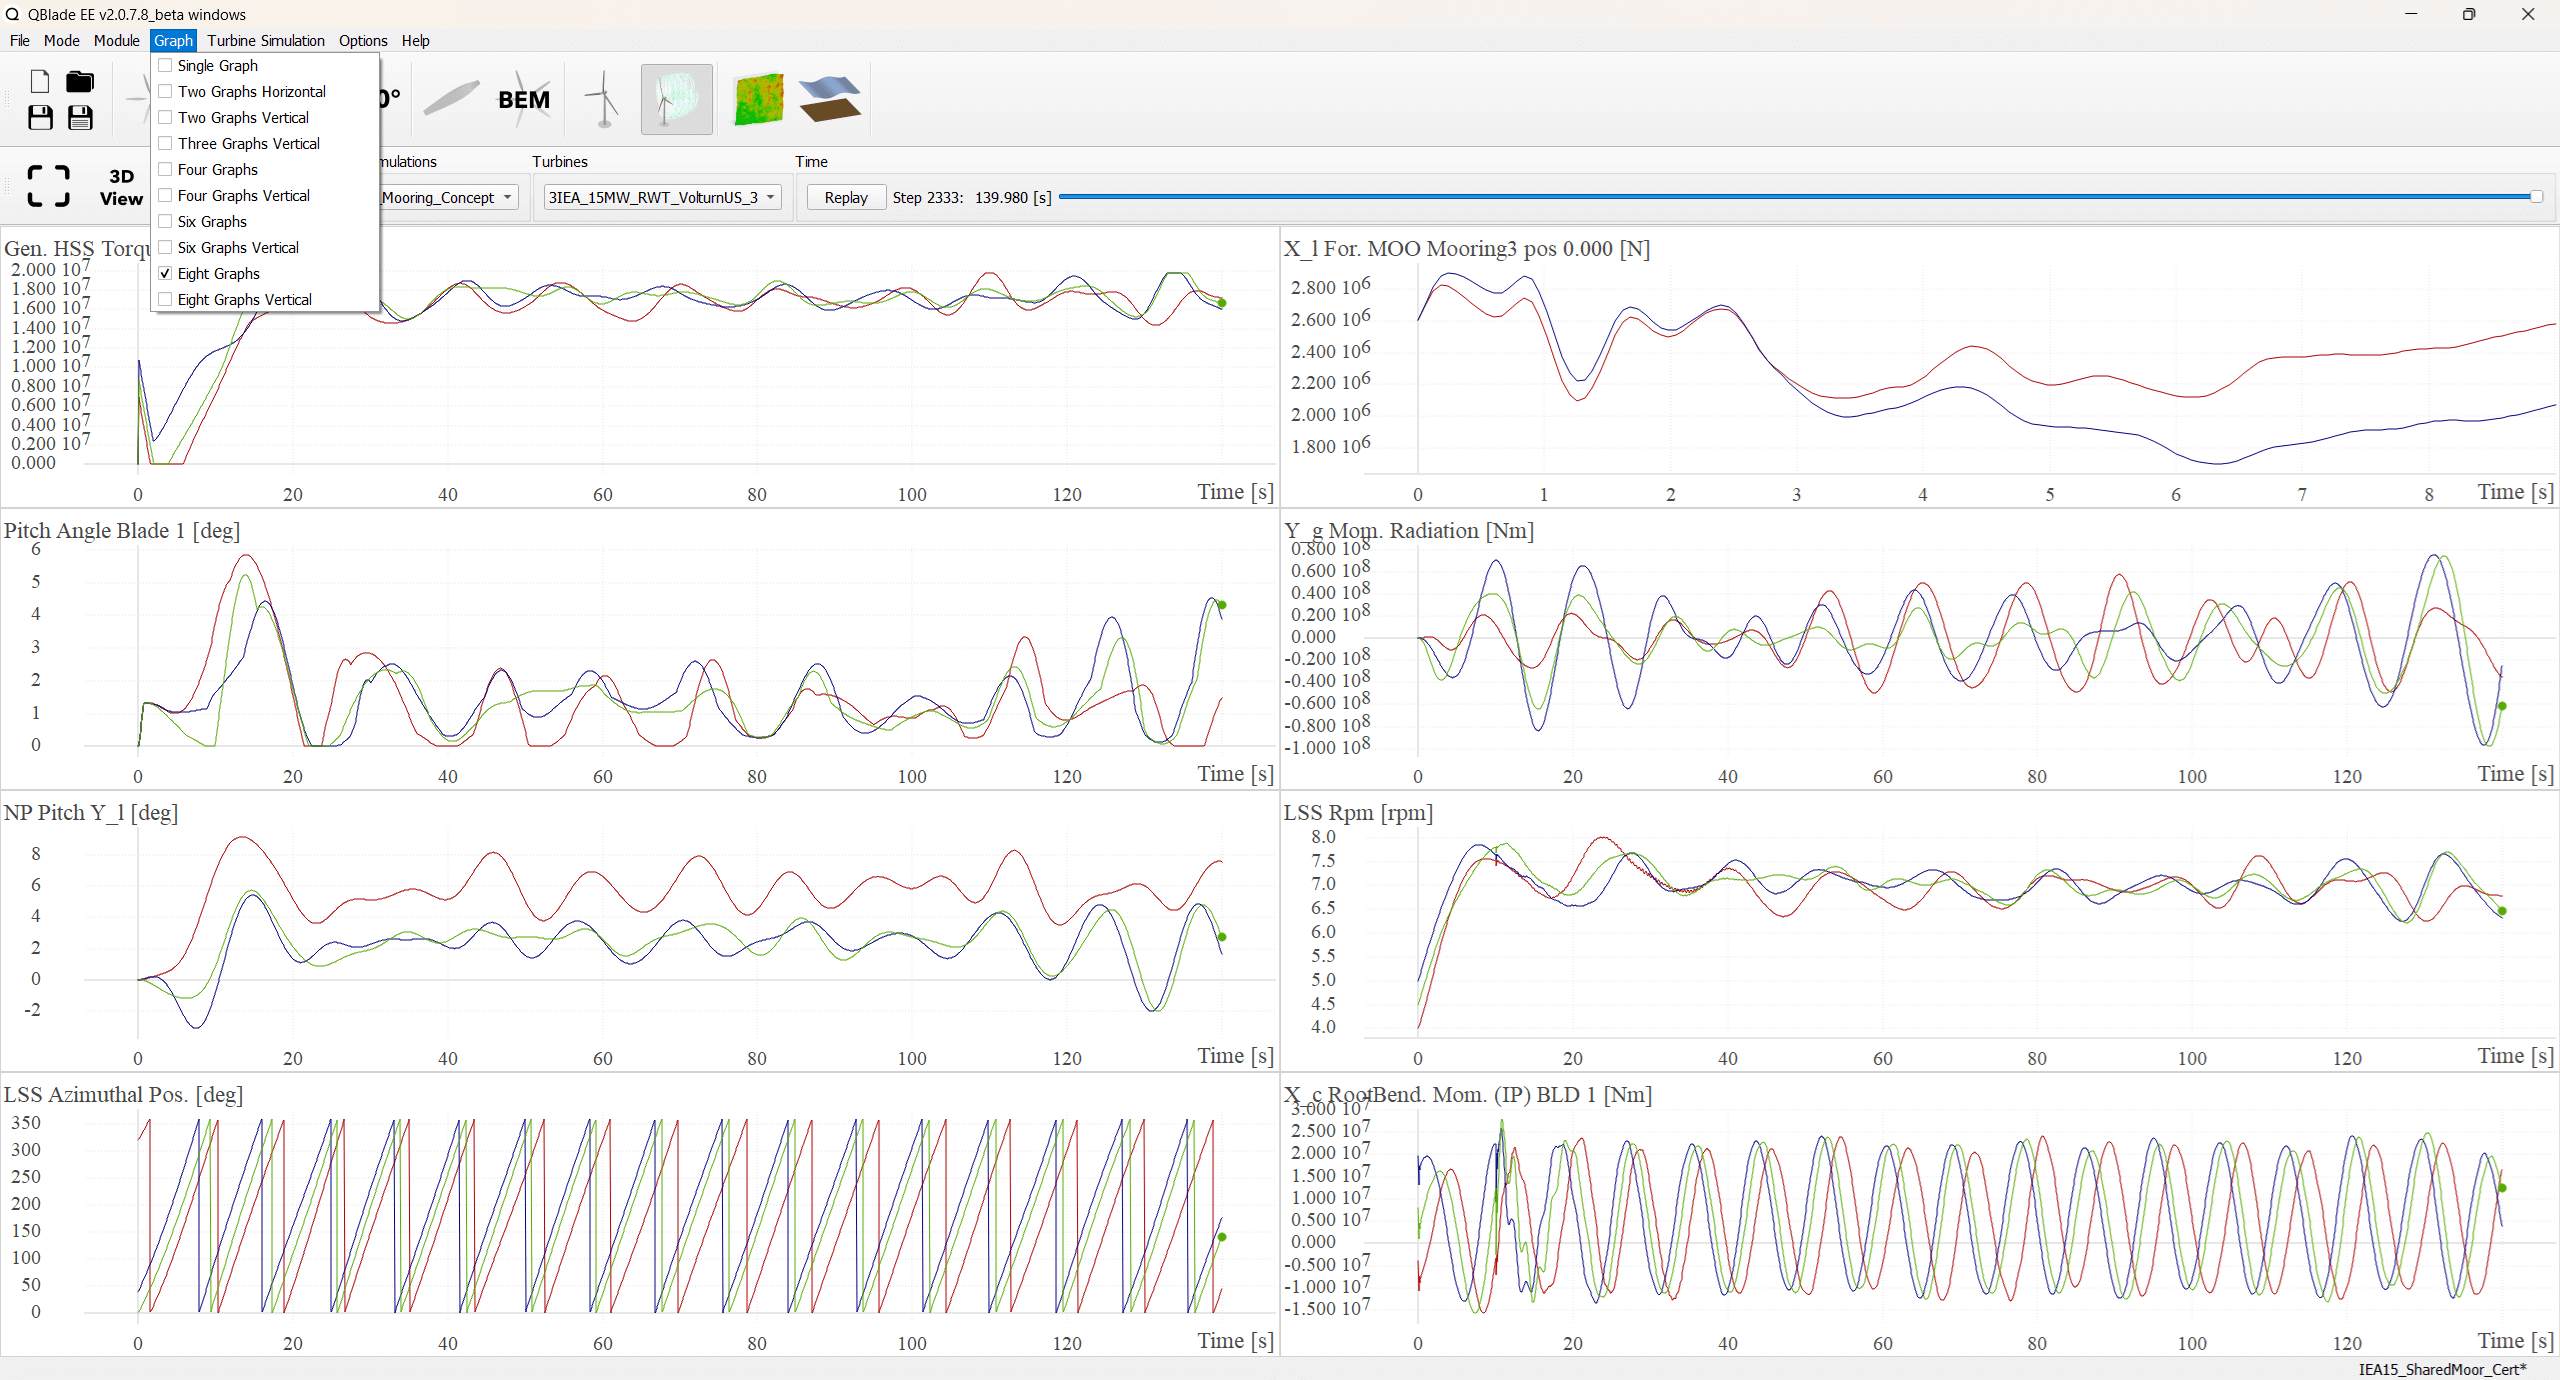 QBlade EE v2.0.7.8_beta windows
File Mode Module Graph Turbine Simulation Options Help
Single Graph
Two Graphs Horizontal
Two Graphs Vertical
Three Graphs Vertical
Four Graphs
Four Graphs Vertical
Six Graphs
Six Graphs Vertical
Eight Graphs
Eight Graphs Vertical
0°
BEM
3D
View
mulations
_Mooring_Concept
Turbines
3IEA_15MW_RWT_VolturnUS_3
Time
Replay Step 2333: 139.980 [s]
Gen. HSS Torqu
2.000 10^7
1.800 10^7
1.600 10^7
1.400 10^7
1.200 10^7
1.000 10^7
0.800 10^7
0.600 10^7
0.400 10^7
0.200 10^7
0.000
0 20 40 60 80 100 120 Time [s]
X_l For. MOO Mooring3 pos 0.000 [N]
2.800 10^6
2.600 10^6
2.400 10^6
2.200 10^6
2.000 10^6
1.800 10^6
0 1 2 3 4 5 6 7 8 Time [s]
Pitch Angle Blade 1 [deg]
6
5
4
3
2
1
0
0 20 40 60 80 100 120 Time [s]
Y_g Mom. Radiation [Nm]
0.800 10^8
0.600 10^8
0.400 10^8
0.200 10^8
0.000
-0.200 10^8
-0.400 10^8
-0.600 10^8
-0.800 10^8
-1.000 10^8
0 20 40 60 80 100 120 Time [s]
NP Pitch Y_l [deg]
8
6
4
2
0
-2
0 20 40 60 80 100 120 Time [s]
LSS Rpm [rpm]
8.0
7.5
7.0
6.5
6.0
5.5
5.0
4.5
4.0
0 20 40 60 80 100 120 Time [s]
LSS Azimuthal Pos. [deg]
350
300
250
200
150
100
50
0
0 20 40 60 80 100 120 Time [s]
X_c RootBend. Mom. (IP) BLD 1 [Nm]
3.000 10^7
2.500 10^7
2.000 10^7
1.500 10^7
1.000 10^7
0.500 10^7
0.000
-0.500 10^7
-1.000 10^7
-1.500 10^7
0 20 40 60 80 100 120 Time [s]
IEA15_SharedMoor_Cert*